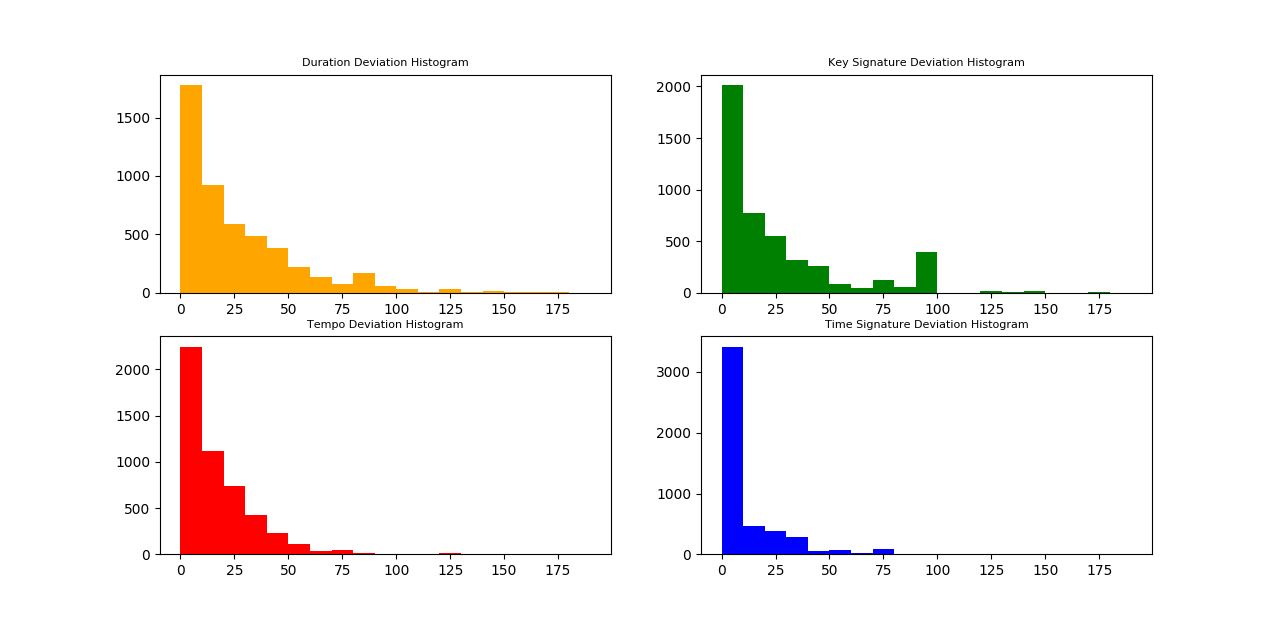 Duration Deviation Histogram
1500
1000
500
0
0 25 50 75 100 125 150 175
Key Signature Deviation Histogram
2000
1500
1000
500
0
0 25 50 75 100 125 150 175
Tempo Deviation Histogram
2000
1500
1000
500
0
0 25 50 75 100 125 150 175
Time Signature Deviation Histogram
3000
2000
1000
0
0 25 50 75 100 125 150 175